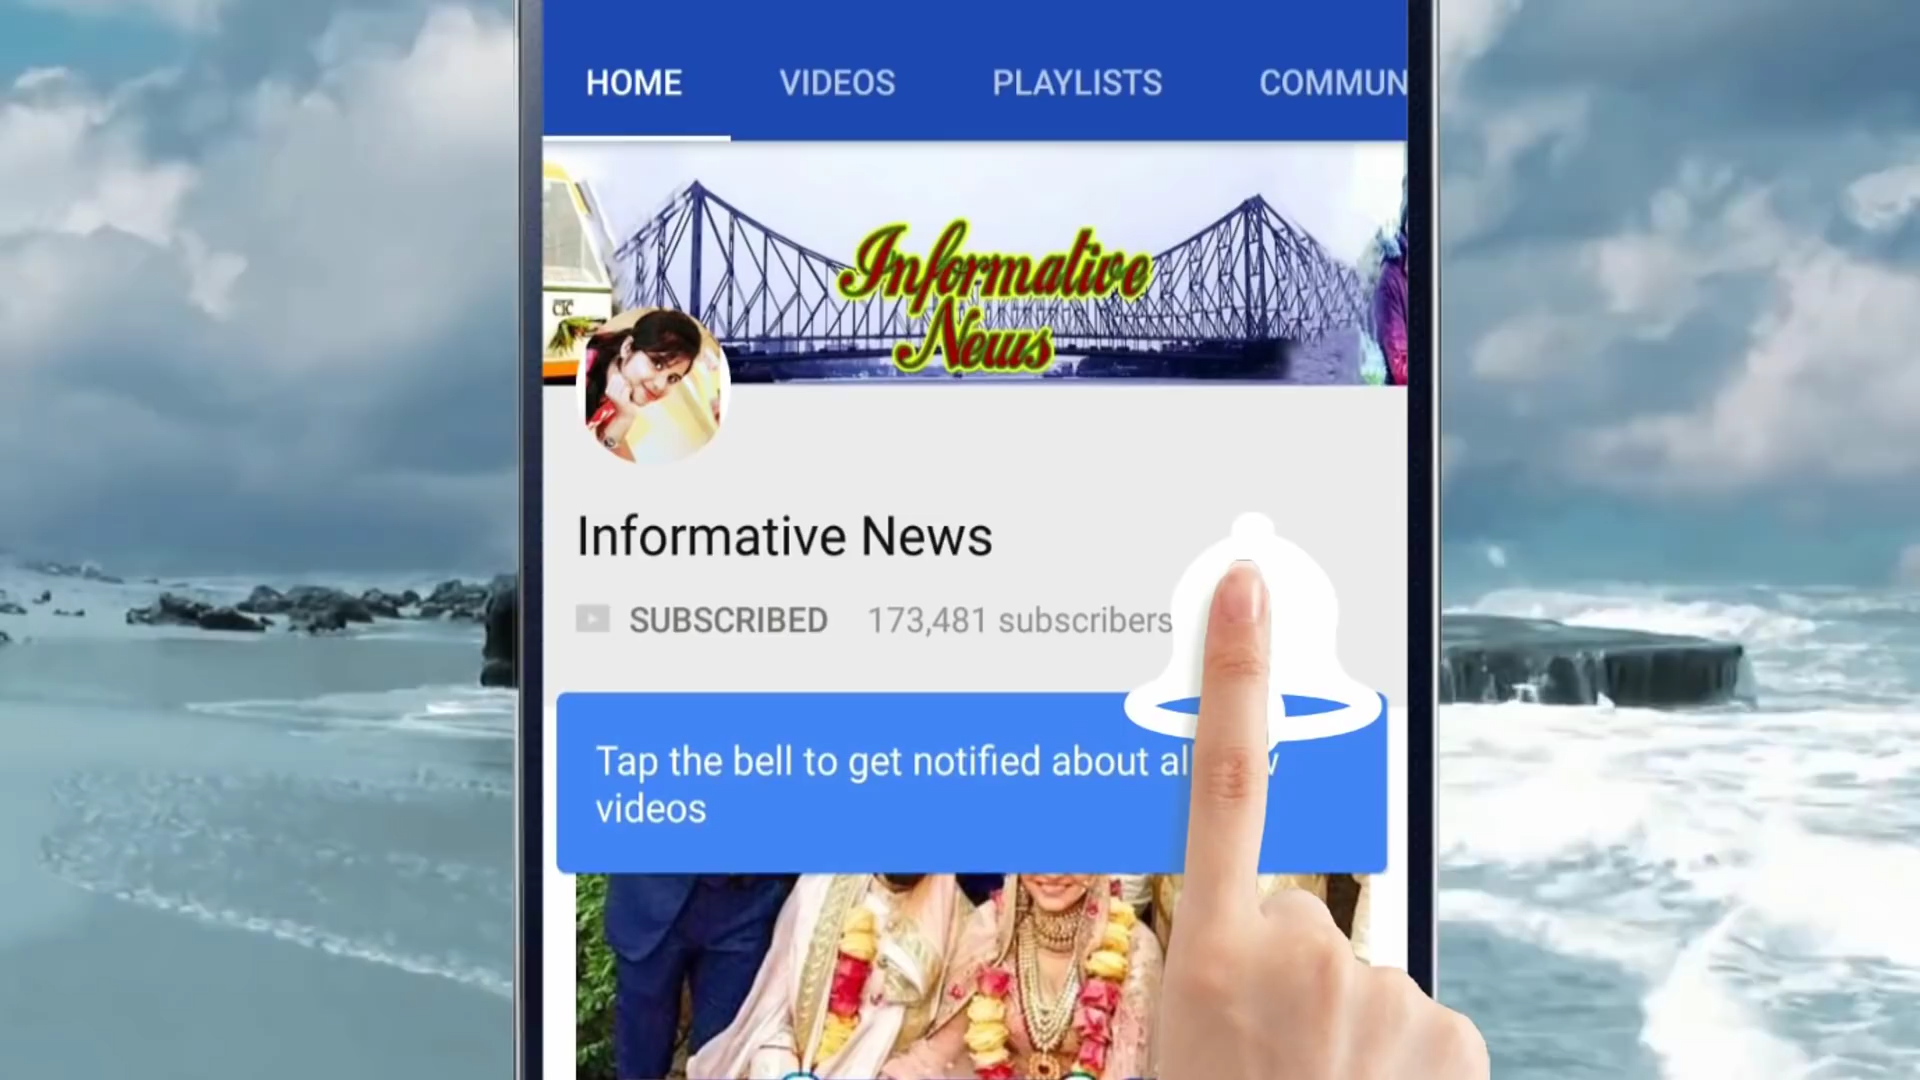 HOME VIDEOS PLAYLISTS COMMUN
Informative
News
Informative News
SUBSCRIBED 173,481 subscribers
Tap the bell to get notified about al
videos